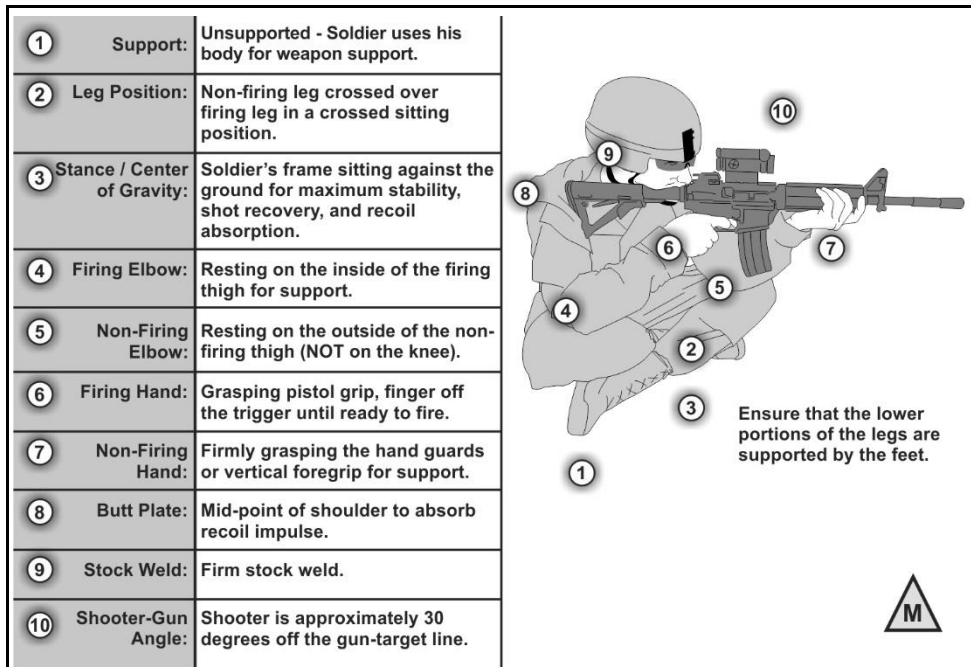 1 Support: Unsupported - Soldier uses his
body for weapon support.
2 Leg Position: Non-firing leg crossed over
firing leg in a crossed sitting
position.
3 Stance / Center
of Gravity:
Soldier's frame sitting against the
ground for maximum stability,
shot recovery, and recoil
absorption.
4 Firing Elbow: Resting on the inside of the firing
thigh for support.
5 Non-Firing
Elbow:
Resting on the outside of the non-
firing thigh (NOT on the knee).
6 Firing Hand: Grasping pistol grip, finger off
the trigger until ready to fire.
7 Non-Firing
Hand:
Firmly grasping the hand guards
or vertical foregrip for support.
8 Butt Plate: Mid-point of shoulder to absorb
recoil impulse.
9 Stock Weld: Firm stock weld.
10 Shooter-Gun
Angle:
Shooter is approximately 30
degrees off the gun-target line.
10
9
8
7
6
5
4
2
3
1
Ensure that the lower
portions of the legs are
supported by the feet.
M